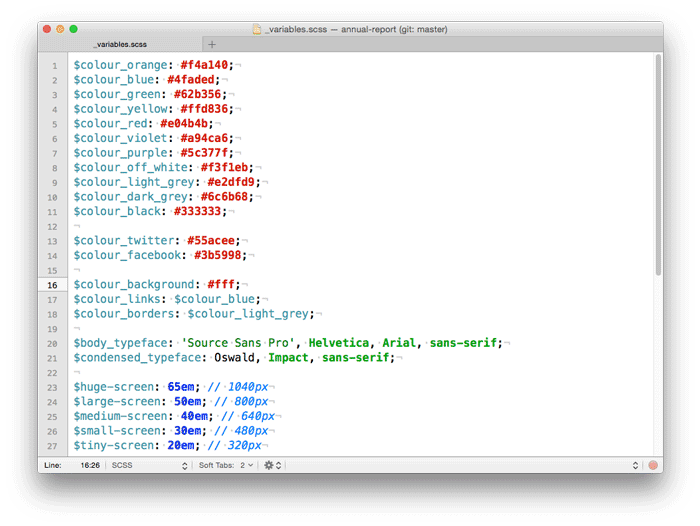 _variables.scss — annual-report (git: master)
_variables.scss +
1 $colour_orange: #f4a140;¬
2 $colour_blue: #4faded;¬
3 $colour_green: #62b356;¬
4 $colour_yellow: #ffd836;¬
5 $colour_red: #e04b4b;¬
6 $colour_violet: #a94ca6;¬
7 $colour_purple: #5c377f;¬
8 $colour_off_white: #f3f1eb;¬
9 $colour_light_grey: #e2dfd9;¬
10 $colour_dark_grey: #6c6b68;¬
11 $colour_black: #333333;¬
12 ¬
13 $colour_twitter: #55acee;¬
14 $colour_facebook: #3b5998;¬
15 ¬
16 $colour_background: #fff;¬
17 $colour_links: $colour_blue;¬
18 $colour_borders: $colour_light_grey;¬
19 ¬
20 $body_typeface: 'Source Sans Pro', Helvetica, Arial, sans-serif;¬
21 $condensed_typeface: Oswald, Impact, sans-serif;¬
22 ¬
23 $huge-screen: 65em; // 1040px¬
24 $large-screen: 50em; // 800px¬
25 $medium-screen: 40em; // 640px¬
26 $small-screen: 30em; // 480px¬
27 $tiny-screen: 20em; // 320px¬
Line: 16:26 SCSS Soft Tabs: 2